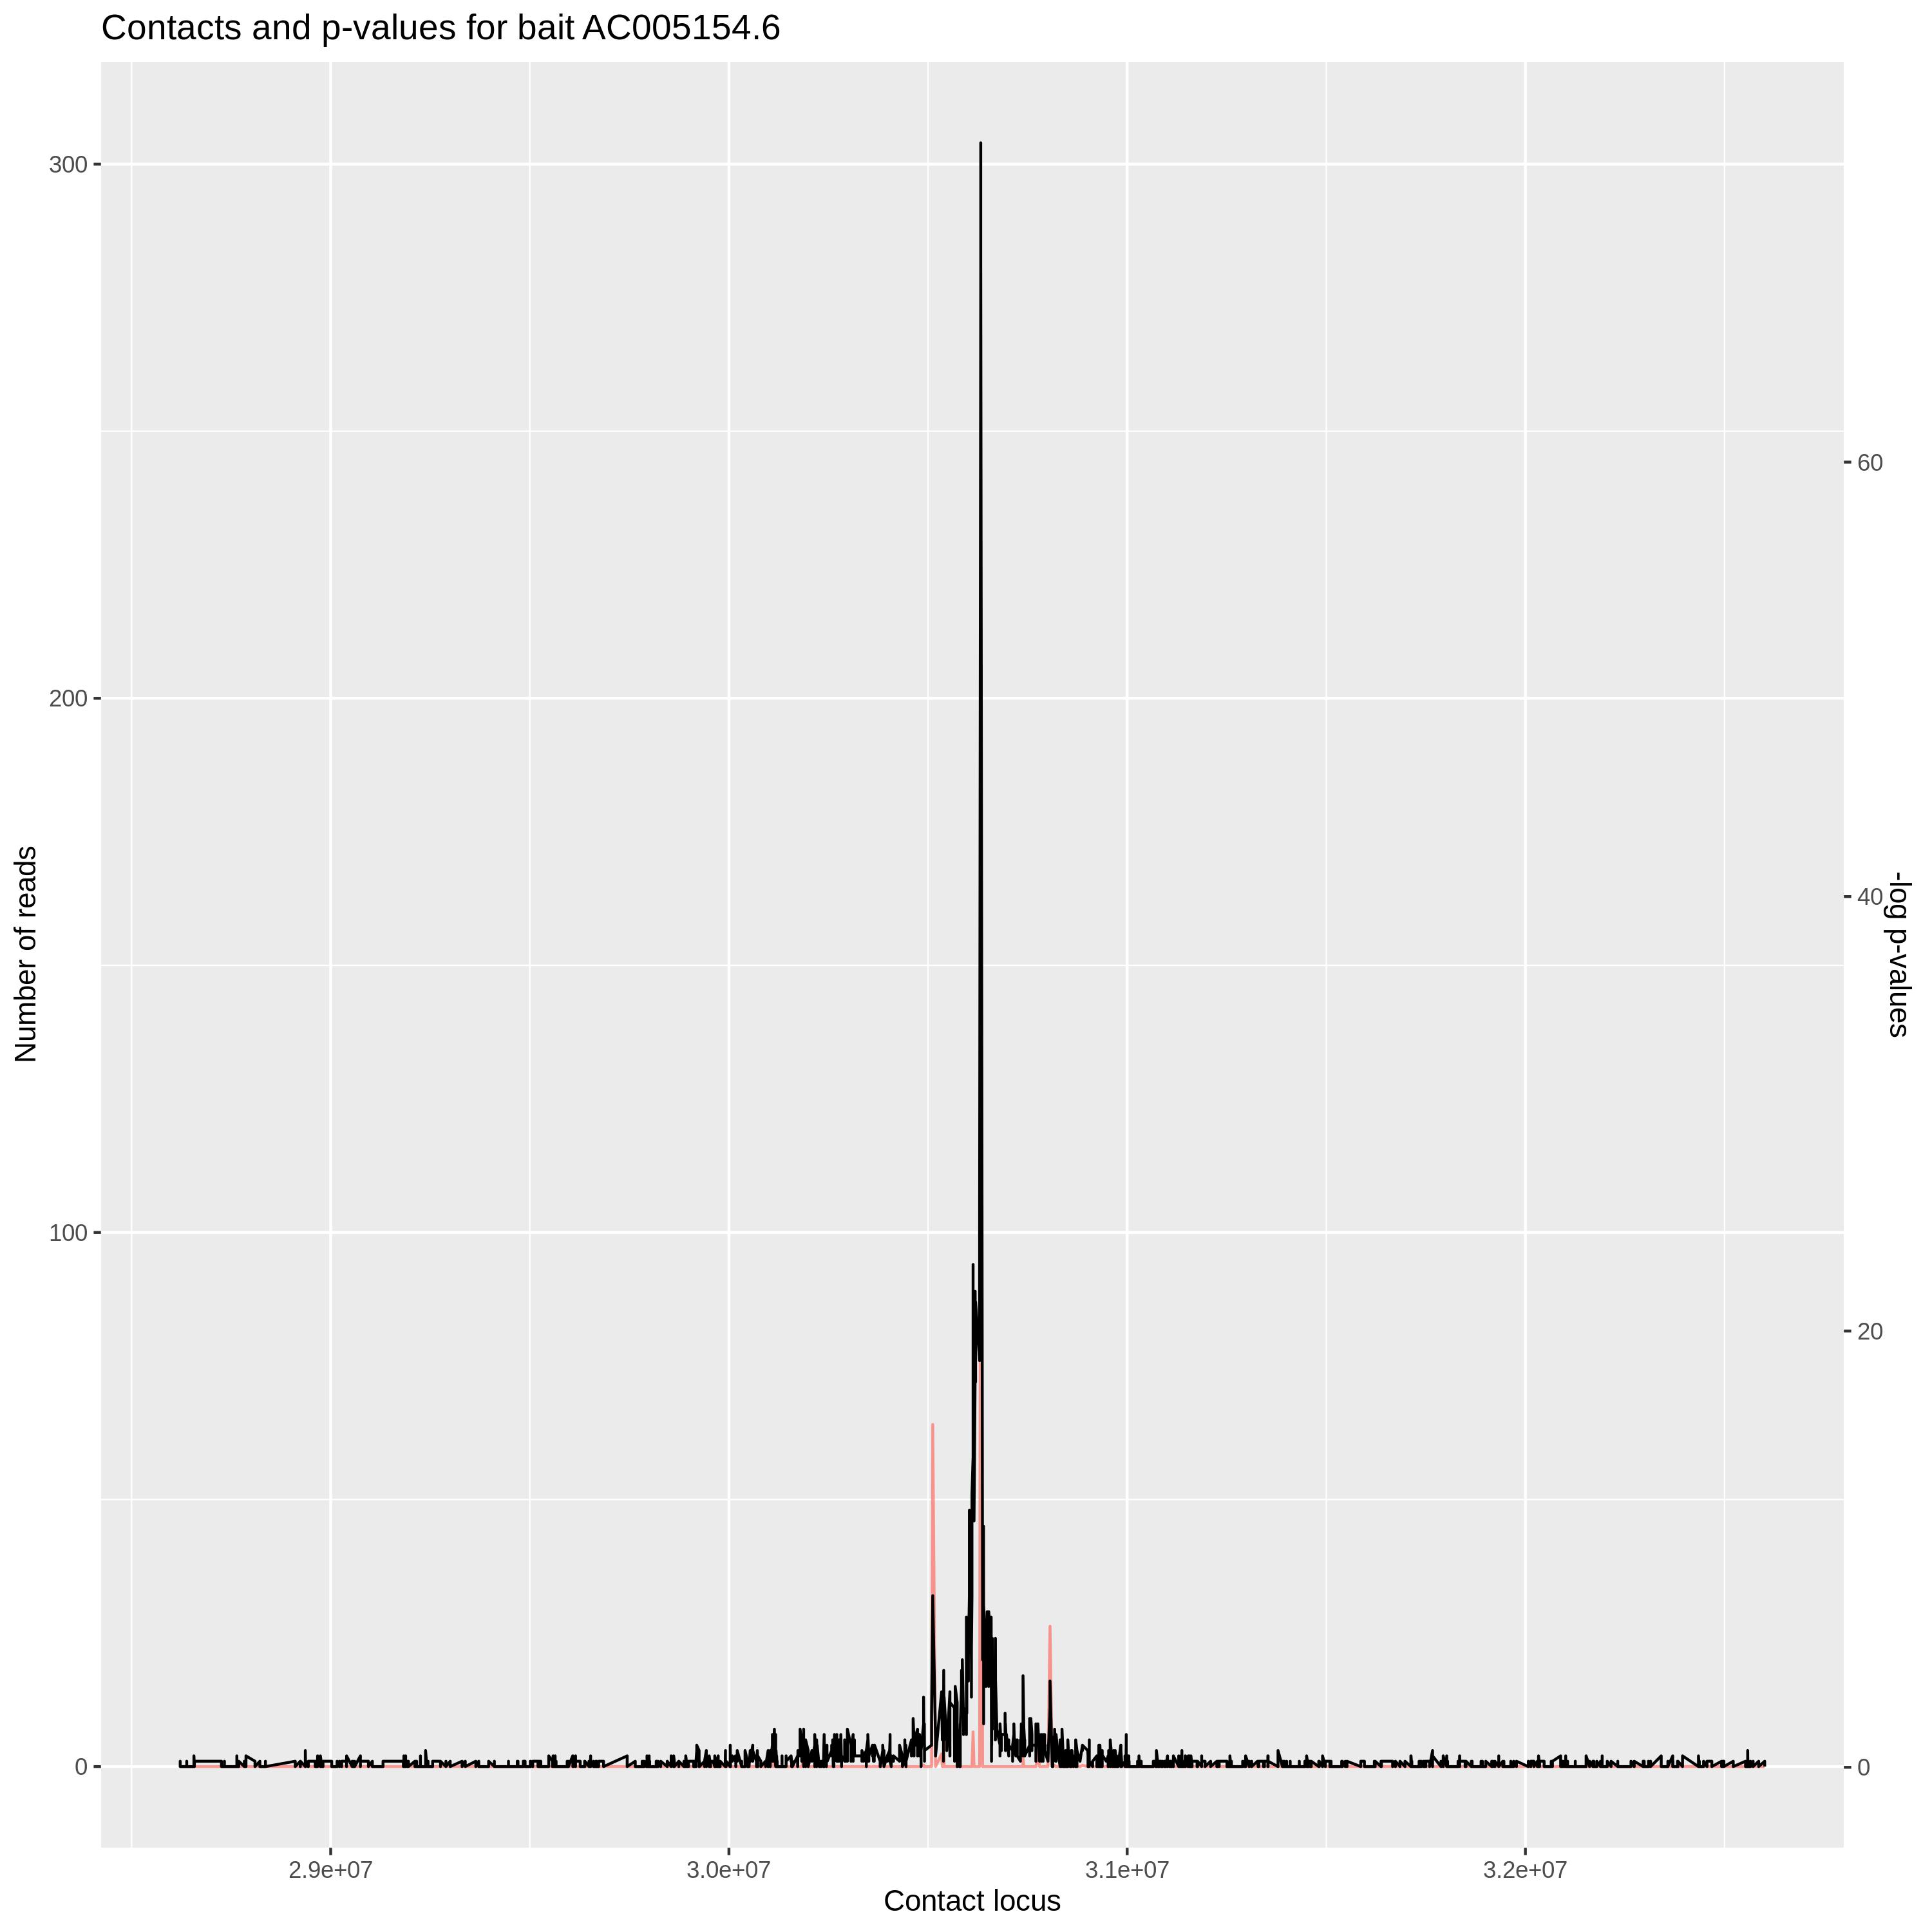 Contacts and p-values for bait AC005154.6
300
200
100
0
Number of reads
60
40
20
0
-log p-values
2.9e+07
3.0e+07
3.1e+07
3.2e+07
Contact locus